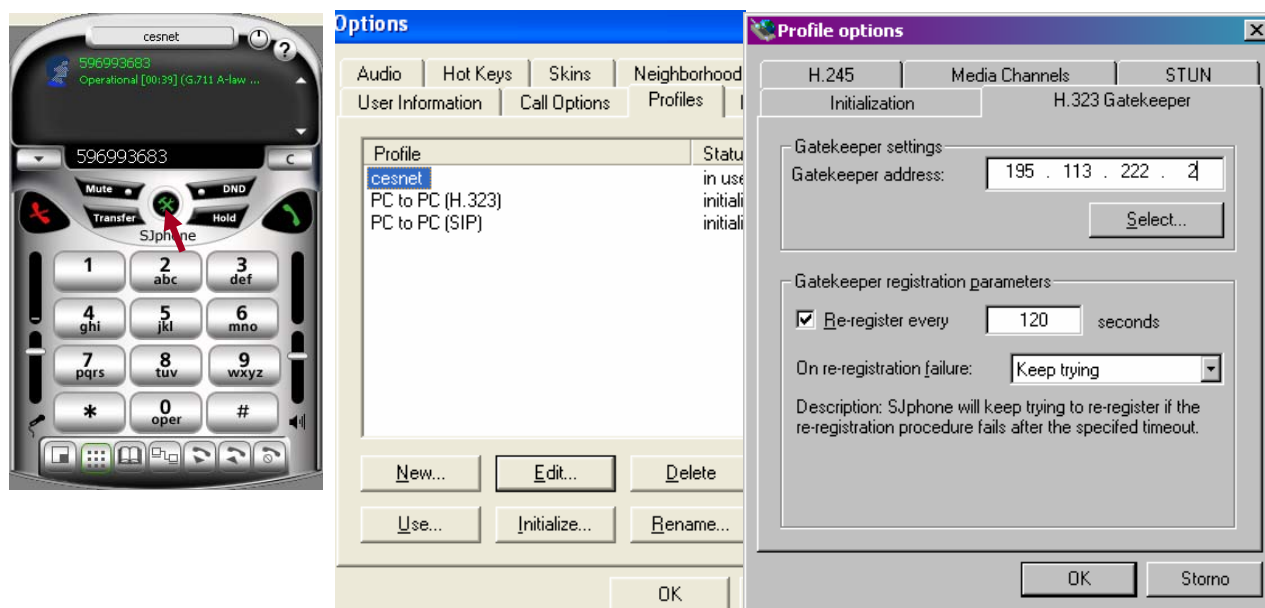 cesnet
?
596993683
Operational [00:39] (G.711 A-law ...
596993683
C
Mute
DND
Transfer
Hold
SJphone
1
2
abc
3
def
4
ghi
5
jkl
6
mno
7
pqrs
8
tuv
9
wxyz
*
0
oper
#
Options
Audio
Hot Keys
Skins
Neighborhood
User Information
Call Options
Profiles
Profile
Statu
cesnet
in use
PC to PC (H.323)
initiali
PC to PC (SIP)
initiali
New...
Edit...
Delete
Use...
Initialize...
Rename...
OK
Profile options
H.245
Media Channels
STUN
Initialization
H.323 Gatekeeper
Gatekeeper settings
Gatekeeper address:
195 . 113 . 222 . 2
Select...
Gatekeeper registration parameters
Re-register every
120
seconds
On re-registration failure:
Keep trying
Description: SJphone will keep trying to re-register if the
re-registration procedure fails after the specifed timeout.
OK
Storno